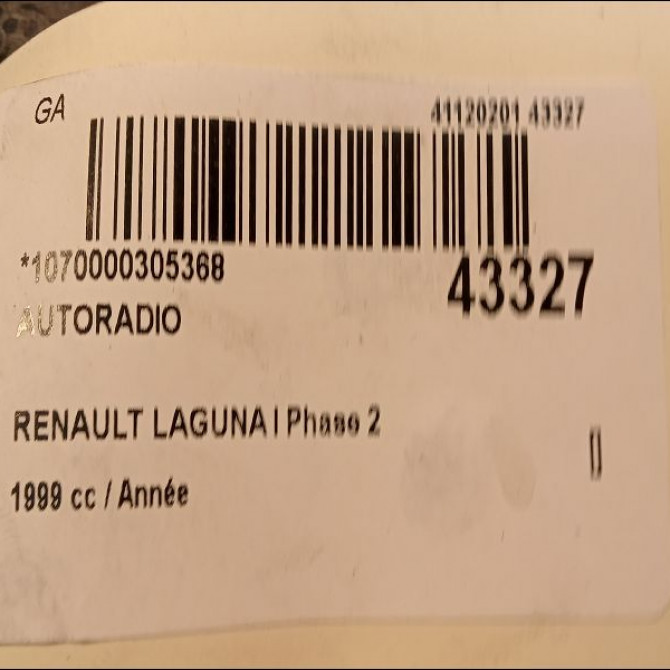 GA 41120201 43327
*1070000305368 43327
AUTORADIO
RENAULT LAGUNA I Phase 2
[]
1999 cc / Année